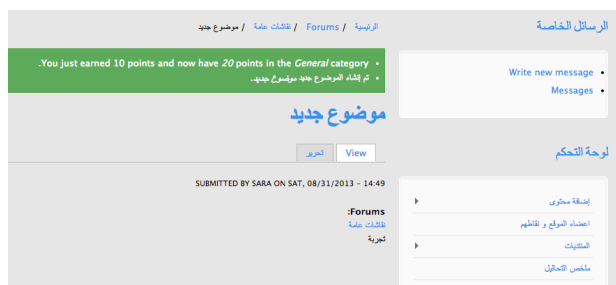 الرسائل الخاصة
Write new message
Messages
لوحة التحكم
إضافة محتوى
اعضاء الموقع و نقاطهم
المنتديات
ملخص التحاليل
الرئيسية / Forums / نقاشات عامة / موضوع جديد
You just earned 10 points and now have 20 points in the General category.
تم إنشاء الموضوع جديد موضوع جديد.
موضوع جديد
View تحرير
SUBMITTED BY SARA ON SAT, 08/31/2013 - 14:49
Forums:
نقاشات عامة
تجربة